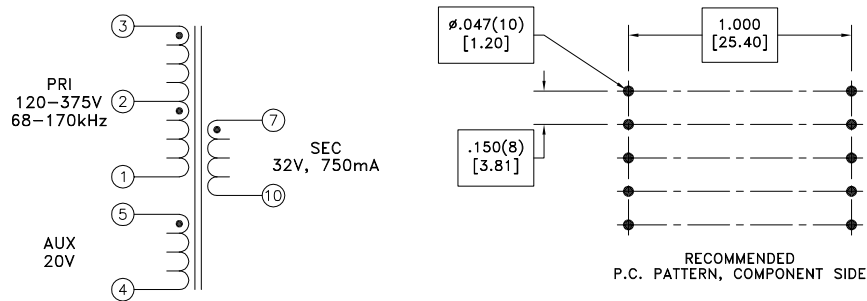 3
PRI
120-375V
68-170kHz
2
1
5
AUX
20V
4
7
SEC
32V, 750mA
10
ø.047(10)
[1.20]
1.000
[25.40]
.150(8)
[3.81]
RECOMMENDED
P.C. PATTERN, COMPONENT SIDE